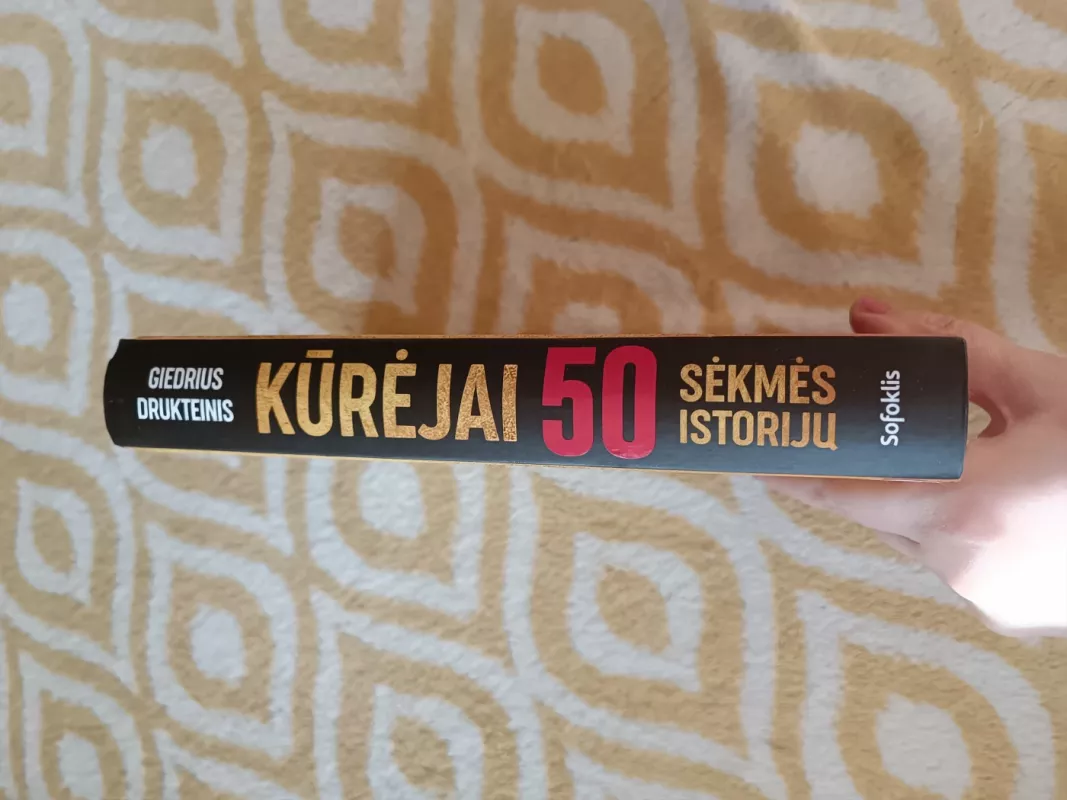 GIEDRIUS
DRUKTEINIS
KŪRĖJAI
50
SĖKMĖS
ISTORIJŲ
sofoklis